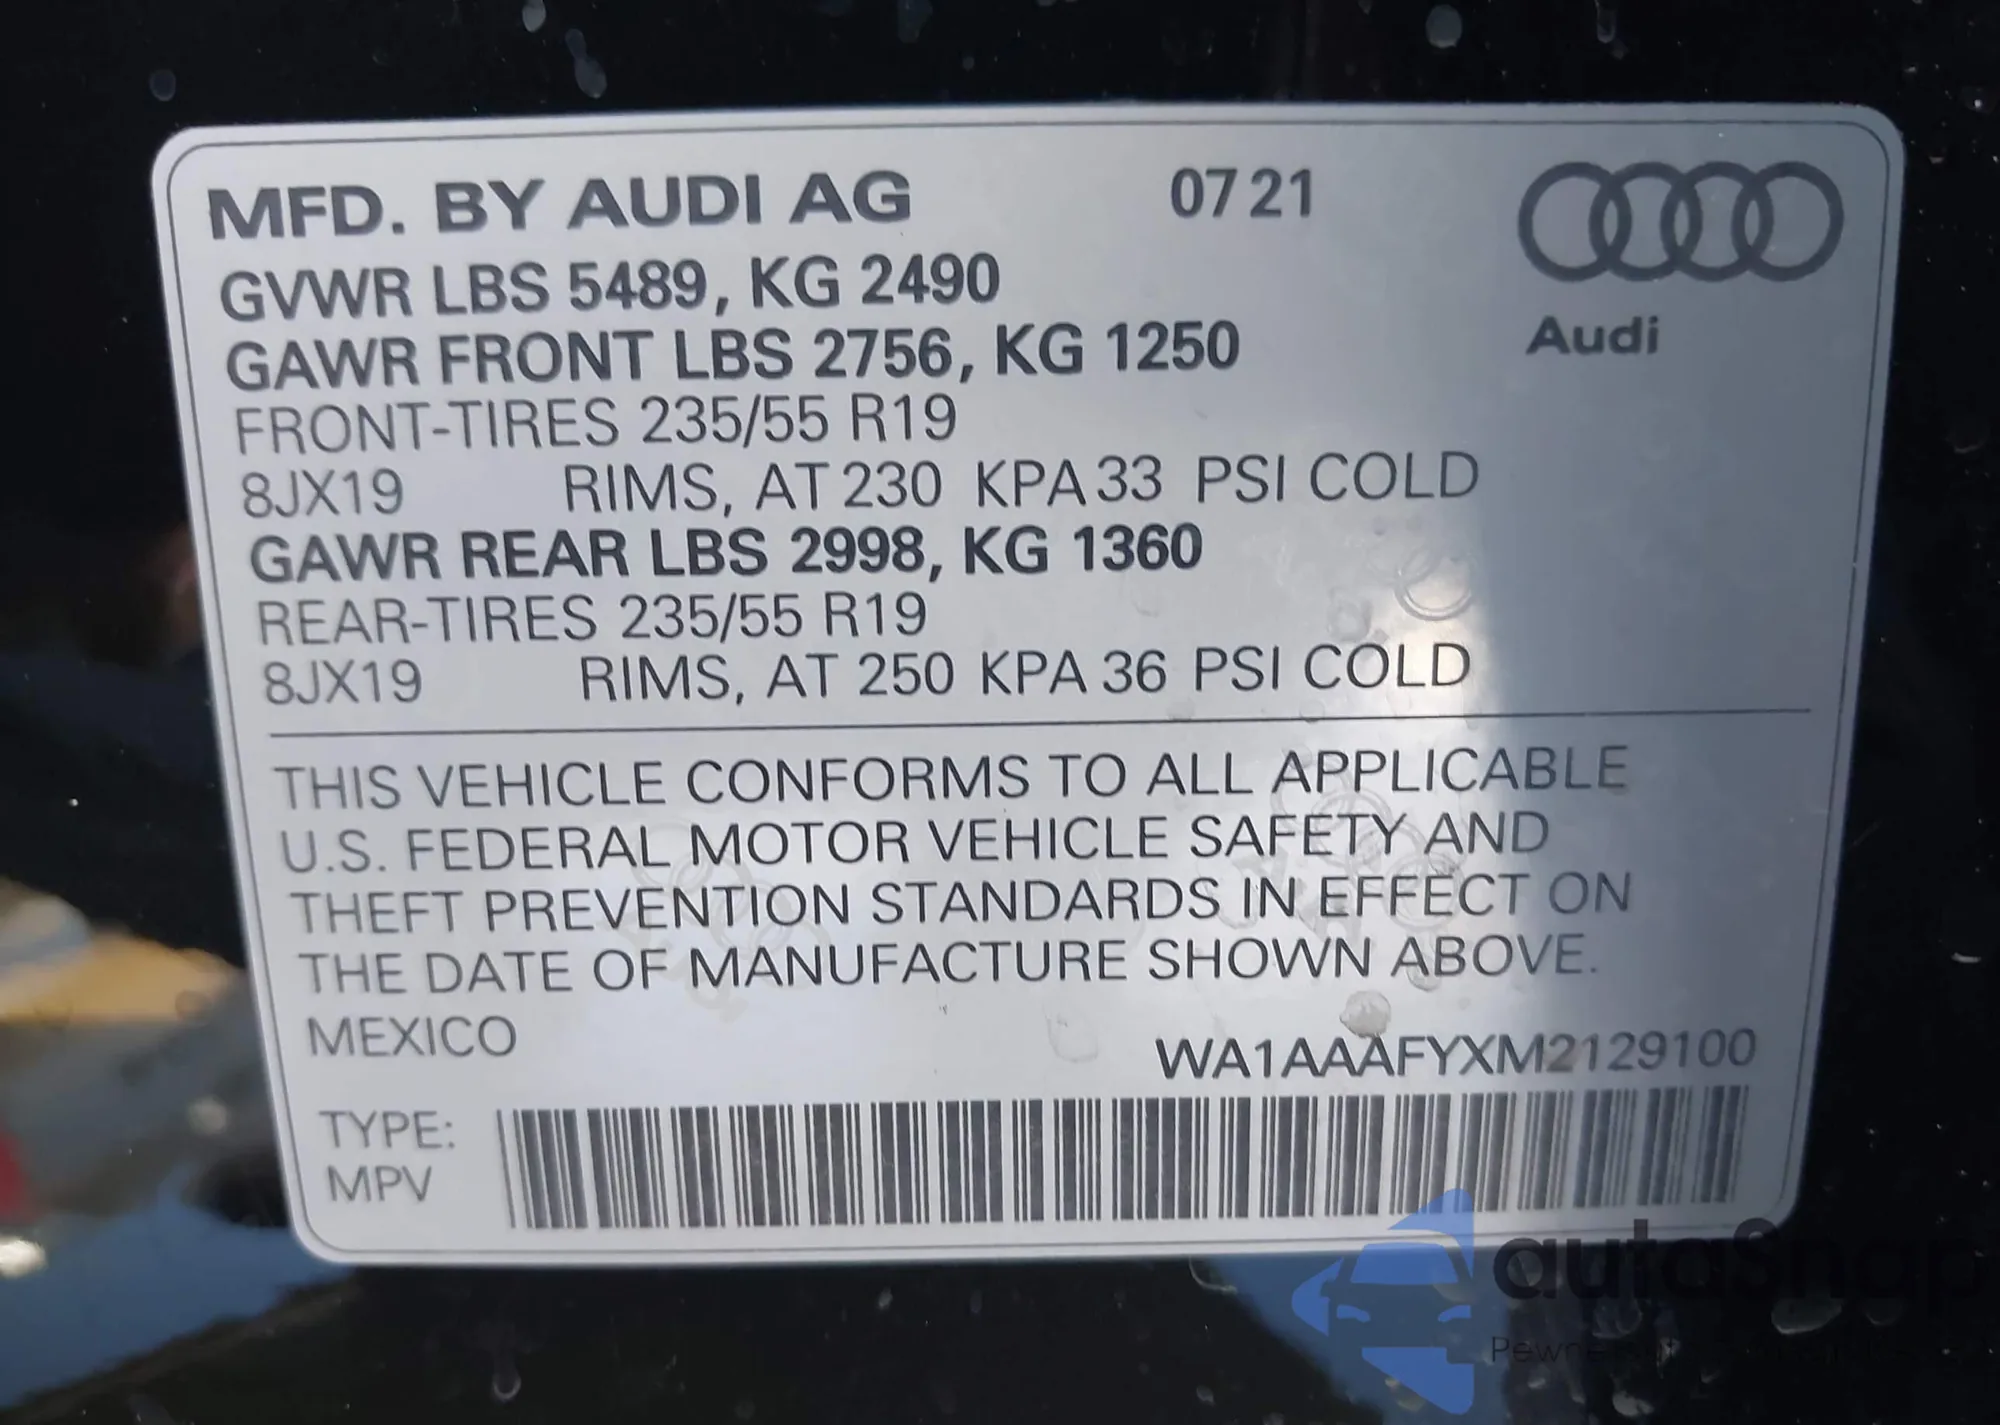 MFD. BY AUDI AG 07 21
GVWR LBS 5489, KG 2490
Audi
GAWR FRONT LBS 2756, KG 1250
FRONT-TIRES 235/55 R19
8JX19 RIMS, AT 230 KPA 33 PSI COLD
GAWR REAR LBS 2998, KG 1360
REAR-TIRES 235/55 R19
8JX19 RIMS, AT 250 KPA 36 PSI COLD
THIS VEHICLE CONFORMS TO ALL APPLICABLE
U.S. FEDERAL MOTOR VEHICLE SAFETY AND
THEFT PREVENTION STANDARDS IN EFFECT ON
THE DATE OF MANUFACTURE SHOWN ABOVE.
MEXICO
WA1AAAFYXM2129100
TYPE:
MPV
autoSnap